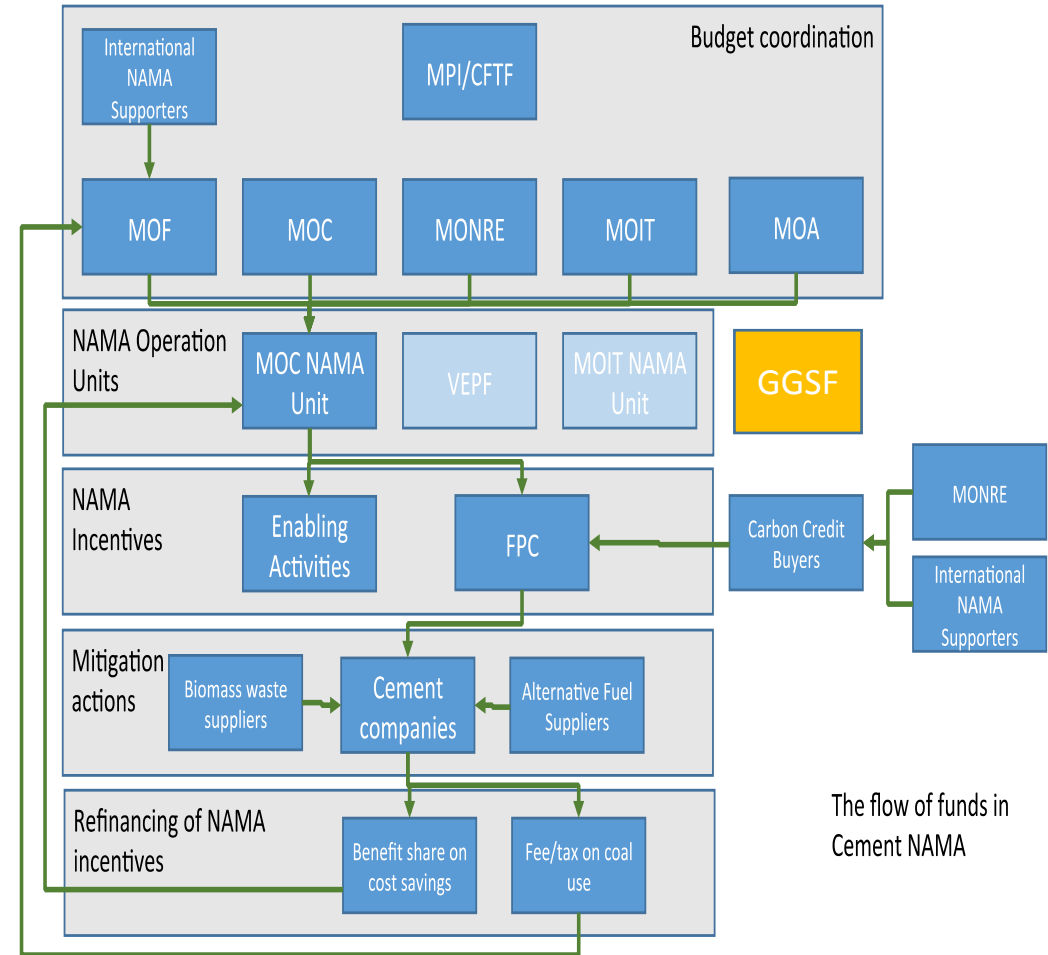 International
NAMA
Supporters
MPI/CFTF
Budget coordination
MOF
MOC
MONRE
MOIT
MOA
NAMA Operation
Units
MOC NAMA
Unit
VEPF
MOIT NAMA
Unit
GGSF
NAMA
Incentives
Enabling
Activities
FPC
Carbon Credit
Buyers
MONRE
International
NAMA
Supporters
Mitigation
actions
Biomass waste
suppliers
Cement
companies
Alternative Fuel
Suppliers
Refinancing of NAMA
incentives
Benefit share on
cost savings
Fee/tax on coal
use
The flow of funds in
Cement NAMA